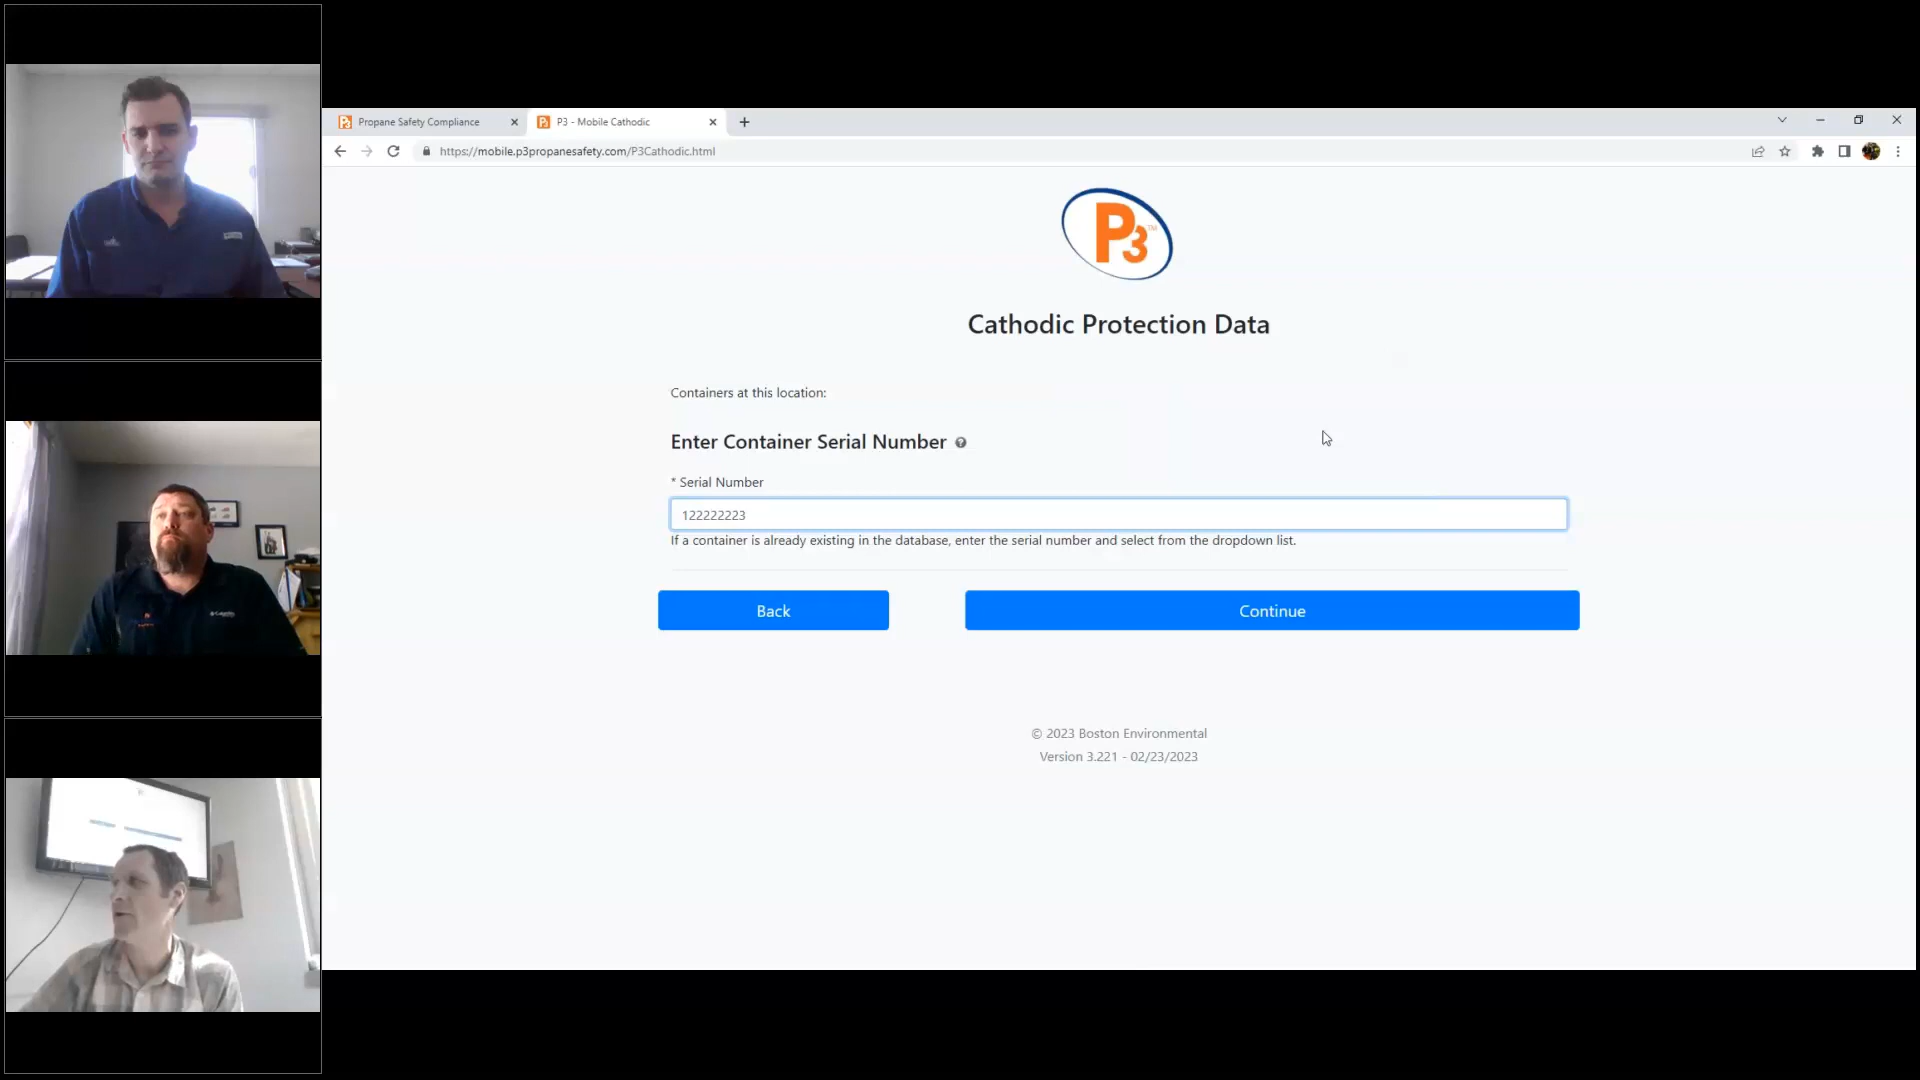 Propane Safety Compliance
P3 - Mobile Cathodic
https://mobile.p3propanesafety.com/P3Cathodic.html
P3™
Cathodic Protection Data
Containers at this location:
Enter Container Serial Number
* Serial Number
122222223
If a container is already existing in the database, enter the serial number and select from the dropdown list.
Back
Continue
© 2023 Boston Environmental
Version 3.221 - 02/23/2023